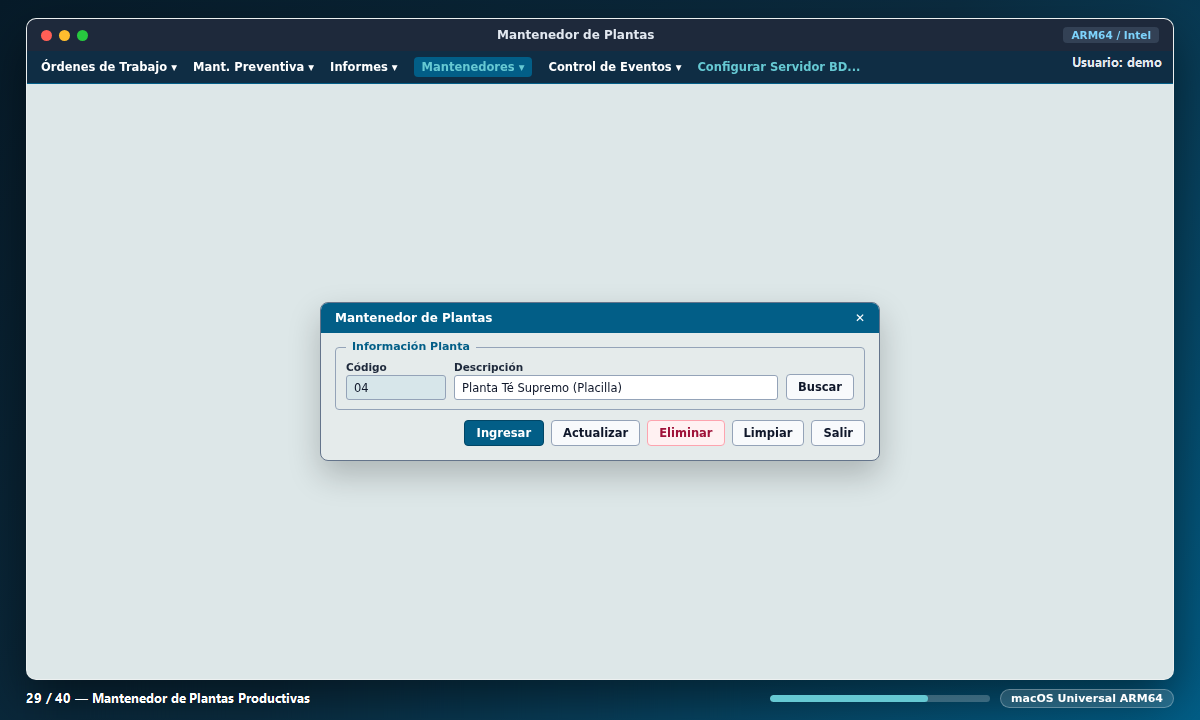 Mantenedor de Plantas
ARM64 / Intel
Órdenes de Trabajo ▾ Mant. Preventiva ▾ Informes ▾ Mantenedores ▾ Control de Eventos ▾ Configurar Servidor BD...
Usuario: demo
Mantenedor de Plantas ×
Información Planta
Código Descripción
04 Planta Té Supremo (Placilla) Buscar
Ingresar Actualizar Eliminar Limpiar Salir
29 / 40 — Mantenedor de Plantas Productivas
macOS Universal ARM64